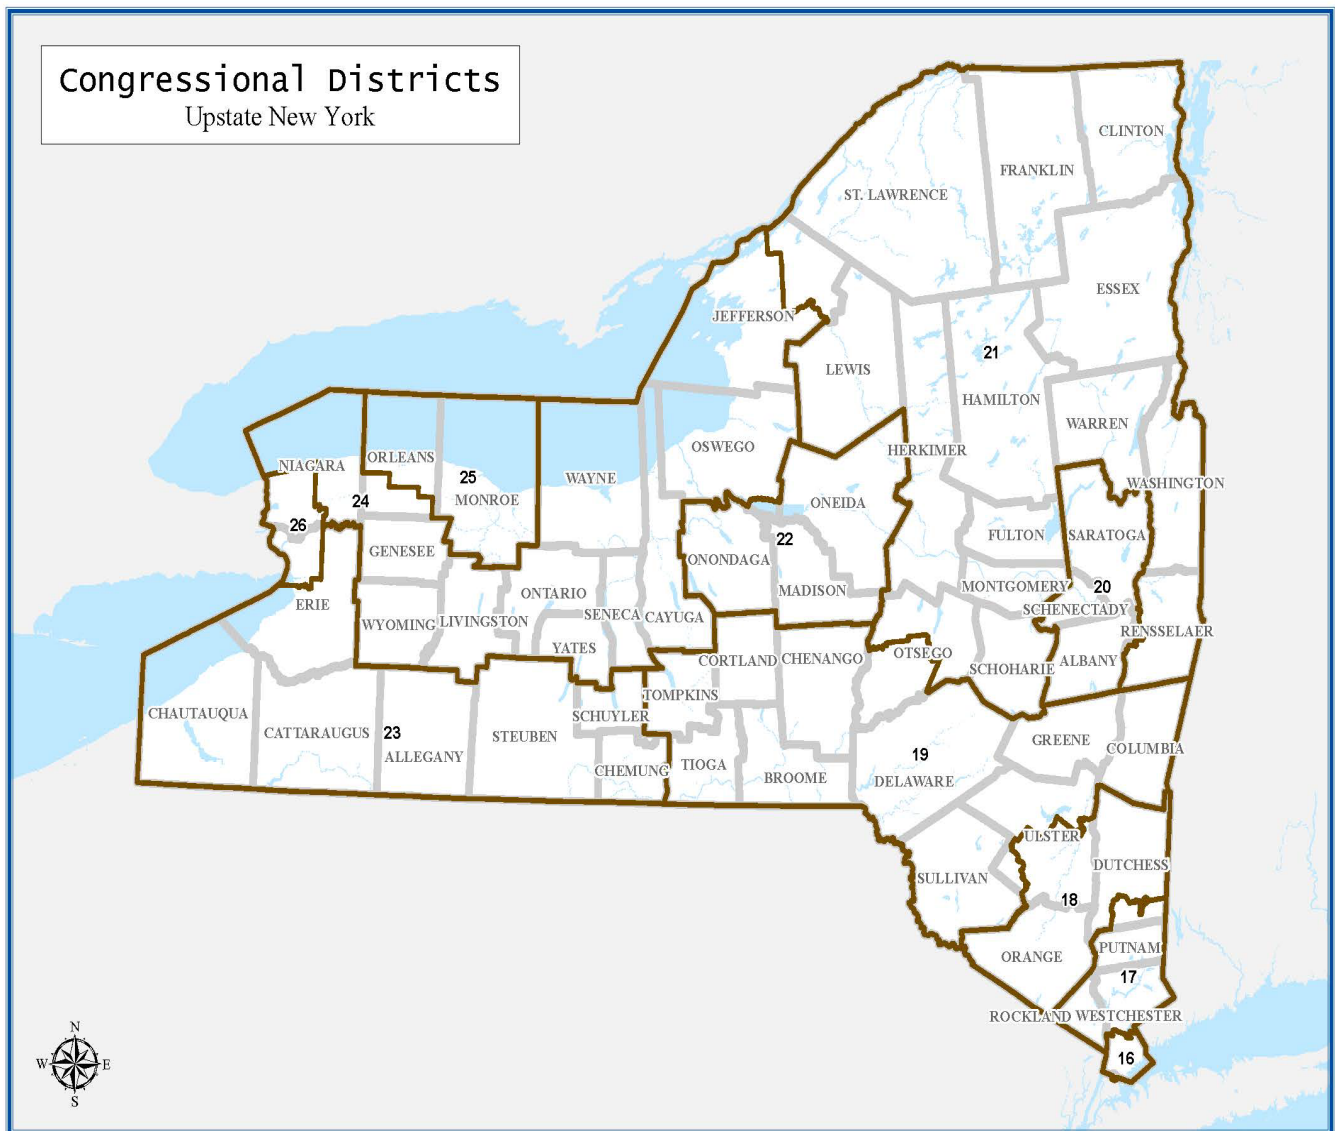 Congressional Districts
Upstate New York
CLINTON
FRANKLIN
ST. LAWRENCE
ESSEX
JEFFERSON
21
LEWIS
HAMILTON
WARREN
OSWEGO
HERKIMER
ORLEANS
NIAGARA
25
WAYNE
WASHINGTON
MONROE
24
ONEIDA
26
FULTON
SARATOGA
22
GENESEE
ONONDAGA
MADISON
MONTGOMERY
20
ONTARIO
ERIE
SENECA
CAYUGA
SCHENECTADY
WYOMING
LIVINGSTON
RENSSELAER
YATES
OTSEGO
CORTLAND
CHENANGO
ALBANY
SCHOHARIE
TOMPKINS
CHAUTAUQUA
SCHUYLER
CATTARAUGUS
23
STEUBEN
GREENE
COLUMBIA
ALLEGANY
19
TIOGA
CHEMUNG
BROOME
DELAWARE
ULSTER
DUTCHESS
SULLIVAN
18
PUTNAM
ORANGE
17
ROCKLAND
WESTCHESTER
16
N
W
E
S